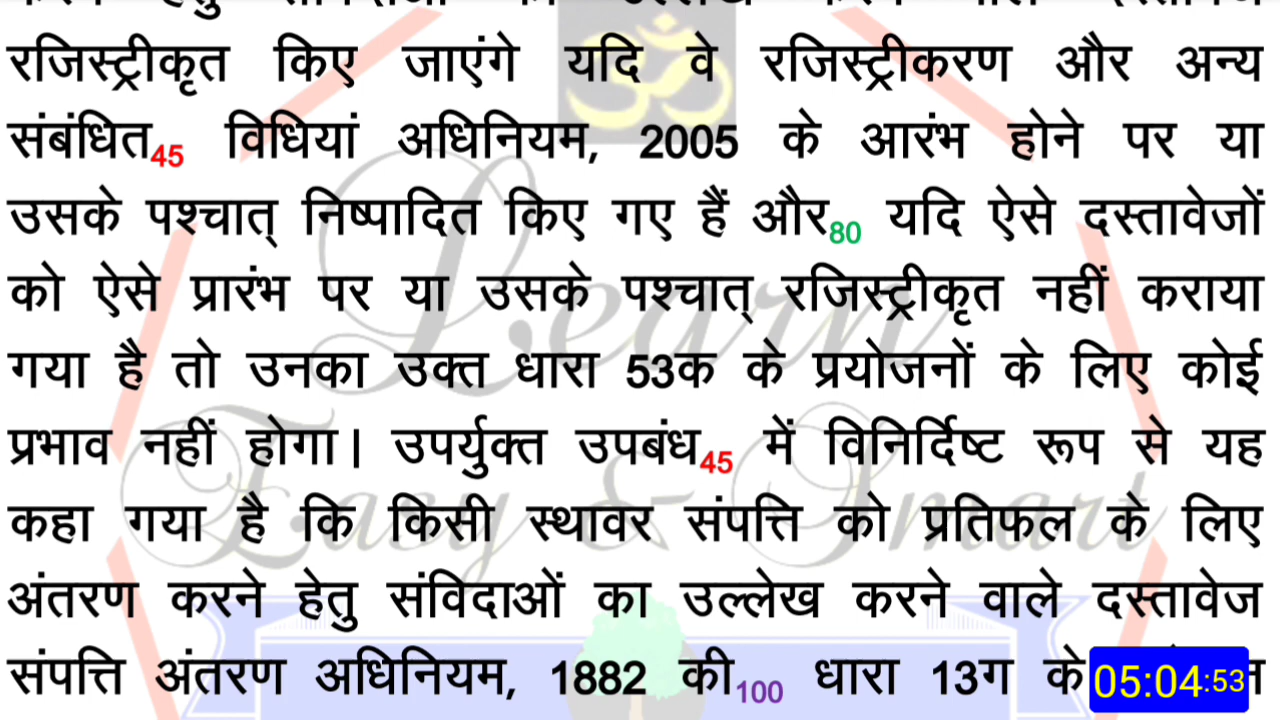 रजिस्ट्रीकृत किए जाएंगे यदि वे रजिस्ट्रीकरण और अन्य
संबंधित45 विधियां अधिनियम, 2005 के आरंभ होने पर या
उसके पश्चात् निष्पादित किए गए हैं और80 यदि ऐसे दस्तावेजों
को ऐसे प्रारंभ पर या उसके पश्चात् रजिस्ट्रीकृत नहीं कराया
गया है तो उनका उक्त धारा 53क के प्रयोजनों के लिए कोई
प्रभाव नहीं होगा। उपर्युक्त उपबंध45 में विनिर्दिष्ट रूप से यह
कहा गया है कि किसी स्थावर संपत्ति को प्रतिफल के लिए
अंतरण करने हेतु संविदाओं का उल्लेख करने वाले दस्तावेज
संपत्ति अंतरण अधिनियम, 1882 की100 धारा 13ग के
05:04:53
ॐ
Learn
Easy & Smart